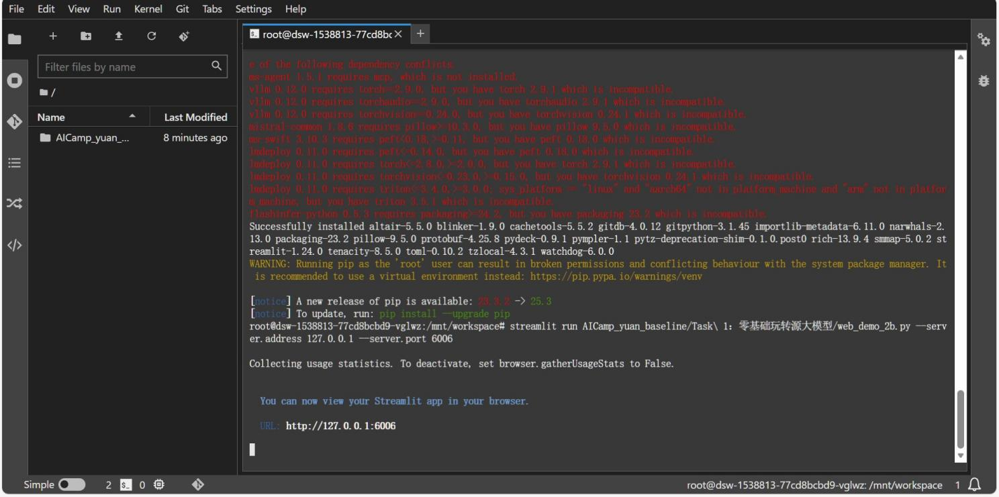 File Edit View Run Kernel Git Tabs Settings Help
root@dsw-1538813-77cd8bc
Filter files by name
/
Name Last Modified
AICamp_yuan_... 8 minutes ago
e of the following dependency conflicts.
ms-agent 1.5.1 requires mcp, which is not installed.
vllm 0.12.0 requires torch==2.9.0, but you have torch 2.9.1 which is incompatible.
vllm 0.12.0 requires torchaudio==2.9.0, but you have torchaudio 2.9.1 which is incompatible.
vllm 0.12.0 requires torchvision==0.24.0, but you have torchvision 0.24.1 which is incompatible.
mistral-common 1.8.6 requires pillow>=10.3.0, but you have pillow 9.5.0 which is incompatible.
ms-swift 3.10.3 requires peft<0.18,>=0.11, but you have peft 0.18.0 which is incompatible.
lmdeploy 0.11.0 requires peft<=0.14.0, but you have peft 0.18.0 which is incompatible.
lmdeploy 0.11.0 requires torch<=2.8.0,>=2.0.0, but you have torch 2.9.1 which is incompatible.
lmdeploy 0.11.0 requires torchvision<=0.23.0,>=0.15.0, but you have torchvision 0.24.1 which is incompatible.
lmdeploy 0.11.0 requires triton<=3.4.0,>=3.0.0; sys_platform == "linux" and "aarch64" not in platform_machine and "arm" not in platfor
m_machine, but you have triton 3.5.1 which is incompatible.
flashinfer-python 0.5.3 requires packaging>=24.2, but you have packaging 23.2 which is incompatible.
Successfully installed altair-5.5.0 blinker-1.9.0 cachetools-5.5.2 gitdb-4.0.12 gitpython-3.1.45 importlib-metadata-6.11.0 narwhals-2.
13.0 packaging-23.2 pillow-9.5.0 protobuf-4.25.8 pydeck-0.9.1 pympler-1.1 pytz-deprecation-shim-0.1.0.post0 rich-13.9.4 smmap-5.0.2 st
reamlit-1.24.0 tenacity-8.5.0 toml-0.10.2 tzlocal-4.3.1 watchdog-6.0.0
WARNING: Running pip as the 'root' user can result in broken permissions and conflicting behaviour with the system package manager. It
is recommended to use a virtual environment instead: https://pip.pypa.io/warnings/venv
[notice] A new release of pip is available: 23.3.2 -> 25.3
[notice] To update, run: pip install --upgrade pip
root@dsw-1538813-77cd8bcbd9-vglwz:/mnt/workspace# streamlit run AICamp_yuan_baseline/Task\ 1：零基础玩转源大模型/web_demo_2b.py --serv
er.address 127.0.0.1 --server.port 6006
Collecting usage statistics. To deactivate, set browser.gatherUsageStats to False.
You can now view your Streamlit app in your browser.
URL: http://127.0.0.1:6006
Simple 2 $_ 0 root@dsw-1538813-77cd8bcbd9-vglwz: /mnt/workspace 1